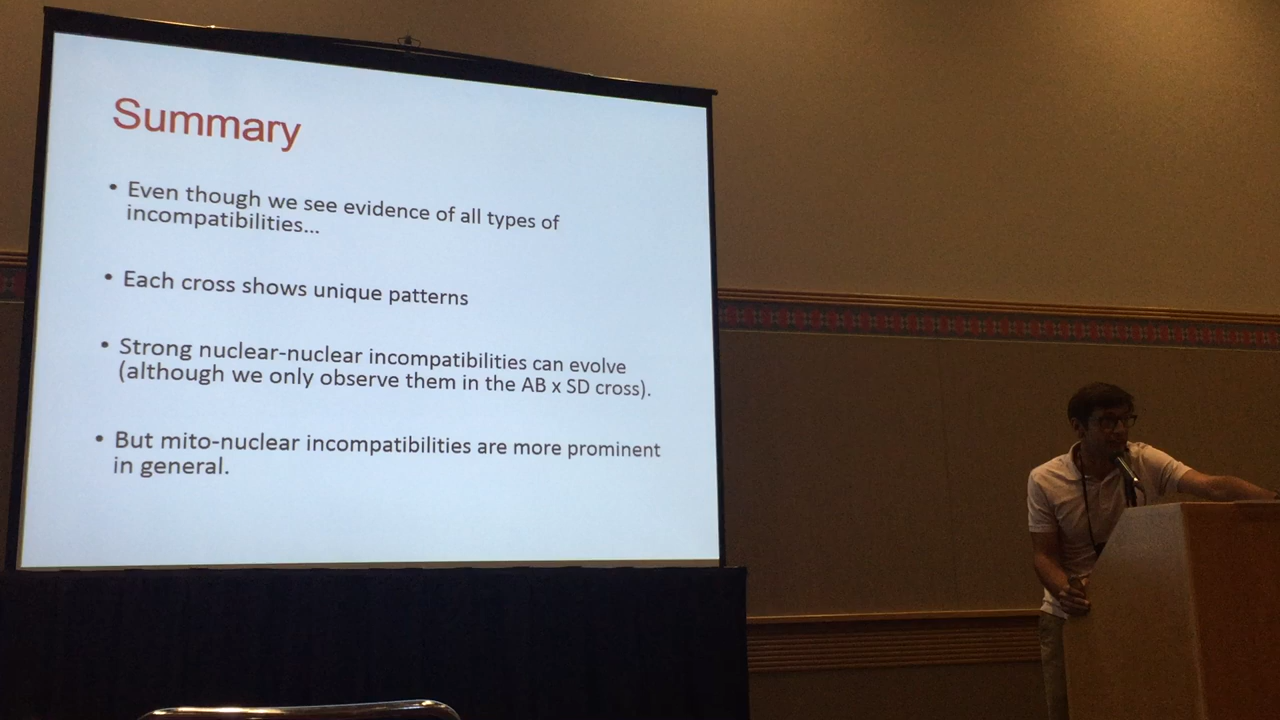 Summary
• Even though we see evidence of all types of
incompatibilities...
• Each cross shows unique patterns
• Strong nuclear-nuclear incompatibilities can evolve
(although we only observe them in the AB x SD cross).
• But mito-nuclear incompatibilities are more prominent
in general.